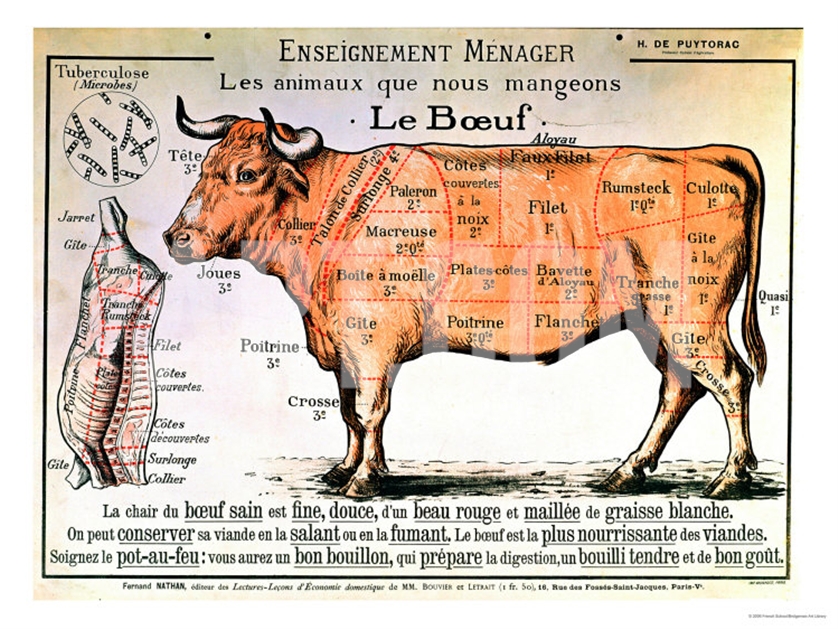 ENSEIGNEMENT MÉNAGER
H. DE PUYTORAC
Les animaux que nous mangeons
· Le Bœuf ·
Tuberculose
(Microbes)
Aloyau
Tête
3e
Talon de Collier 2e
Surlonge 4e
Paleron
2e
Côtes
couvertes
à la
noix
2e
Faux Filet
1e
Filet
1e
Rumsteck
1e Qté
Culotte
1e
Collier
3e
Macreuse
2e Qté
Joues
3e
Boîte à moëlle
3e
Plates-côtes
3e
Bavette
d'Aloyau
2e
Tranche
grasse
1e
Gîte
à la
noix
1e
Quasi
1e
Gîte
3e
Poitrine
3e Qté
Flanchet
3e
Gîte
3e
Poitrine
3e
Crosse
3e
Crosse
3e
Jarret
Gîte
Tranche
Culotte
Tranche
Rumsteck
Flanchet
Filet
Plates
côtes
Côtes
couvertes.
Poitrine
Côtes
découvertes
Gîte
Surlonge
Collier
La chair du bœuf sain est fine, douce, d'un beau rouge et maillée de graisse blanche.
On peut conserver sa viande en la salant ou en la fumant. Le bœuf est la plus nourrissante des viandes.
Soignez le pot-au-feu : vous aurez un bon bouillon, qui prépare la digestion, un bouilli tendre et de bon goût.
Fernand NATHAN, éditeur des Lectures-Leçons d'Économie domestique de MM. BOUVIER et LETRAIT (1 fr. 50), 16, Rue des Fossés-Saint-Jacques, Paris-Ve.